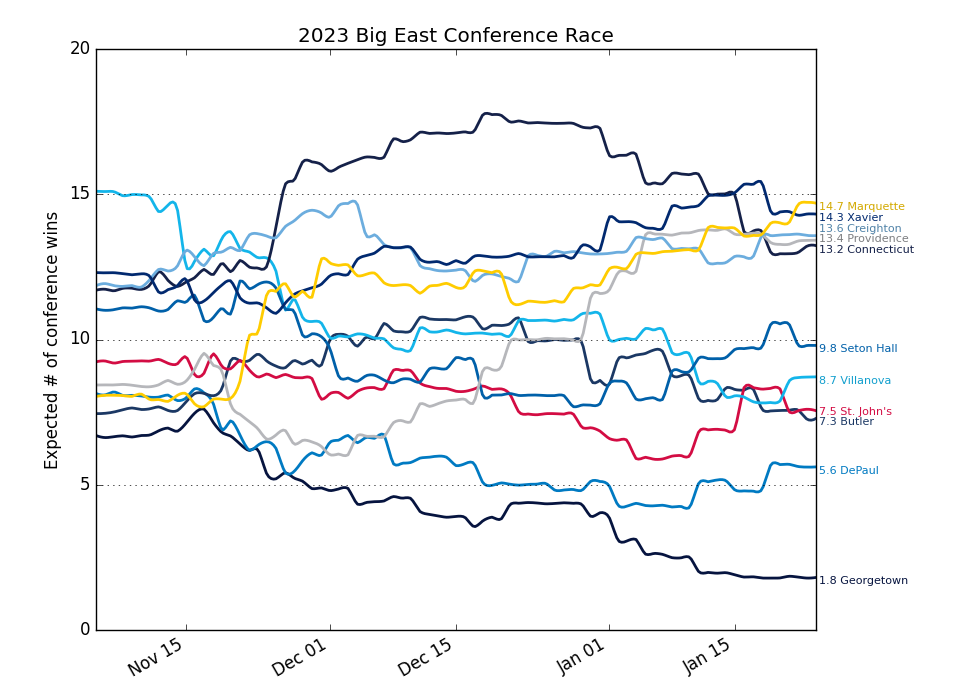 2023 Big East Conference Race
Expected # of conference wins
20
15
10
5
0
14.7 Marquette
14.3 Xavier
13.6 Creighton
13.4 Providence
13.2 Connecticut
9.8 Seton Hall
8.7 Villanova
7.5 St. John's
7.3 Butler
5.6 DePaul
1.8 Georgetown
Nov 15
Dec 01
Dec 15
Jan 01
Jan 15